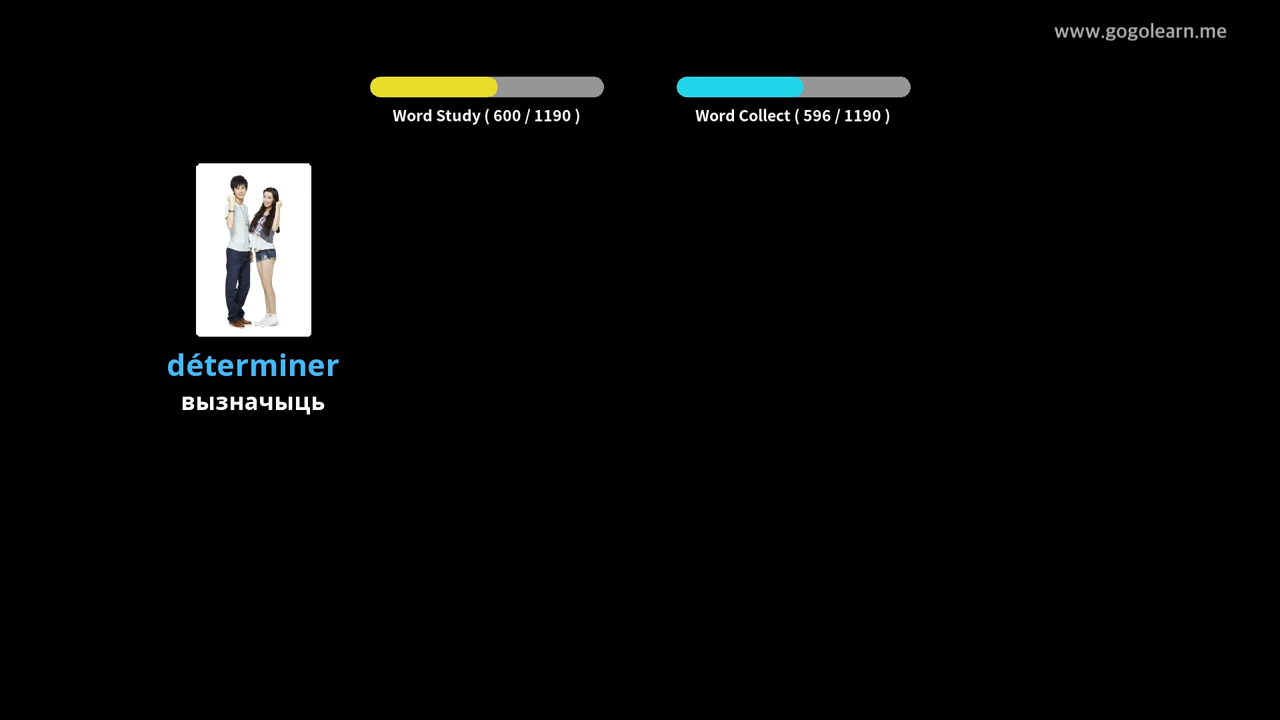 www.gogolearn.me
Word Study ( 600 / 1190 )
Word Collect ( 596 / 1190 )
déterminer
вызначыць